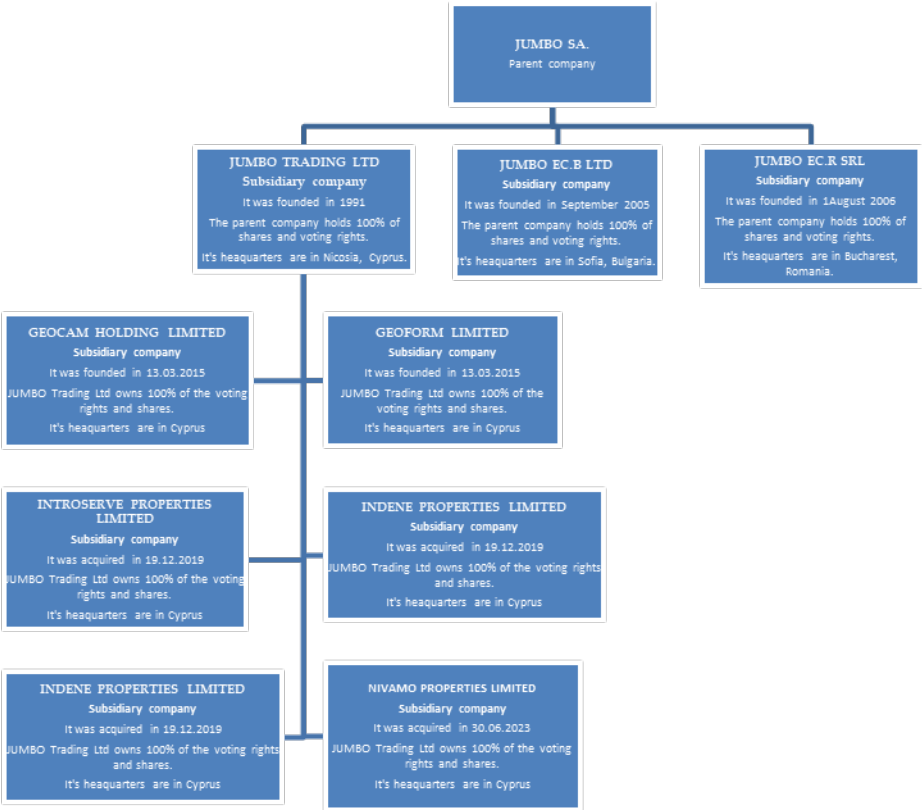 JUMBO SA.
Parent company
JUMBO TRADING LTD
Subsidiary company
It was founded in 1991
The parent company holds 100% of
shares and voting rights.
It's heaquarters are in Nicosia, Cyprus.
JUMBO EC.B LTD
Subsidiary company
It was founded in September 2005
The parent company holds 100% of
shares and voting rights.
It's heaquarters are in Sofia, Bulgaria.
JUMBO EC.R SRL
Subsidiary company
It was founded in 1August 2006
The parent company holds 100% of
shares and voting rights.
It's heaquarters are in Bucharest,
Romania.
GEOCAM HOLDING LIMITED
Subsidiary company
It was founded in 13.03.2015
JUMBO Trading Ltd owns 100% of the voting
rights and shares.
It's heaquarters are in Cyprus
GEOFORM LIMITED
Subsidiary company
It was founded in 13.03.2015
JUMBO Trading Ltd owns 100% of the
voting rights and shares.
It's heaquarters are in Cyprus
INTROSERVE PROPERTIES
LIMITED
Subsidiary company
It was acquired in 19.12.2019
JUMBO Trading Ltd owns 100% of the voting
rights and shares.
It's heaquarters are in Cyprus
INDENE PROPERTIES LIMITED
Subsidiary company
It was acquired in 19.12.2019
JUMBO Trading Ltd owns 100% of the voting rights
and shares.
It's heaquarters are in Cyprus
INDENE PROPERTIES LIMITED
Subsidiary company
It was acquired in 19.12.2019
JUMBO Trading Ltd owns 100% of the voting rights
and shares.
It's heaquarters are in Cyprus
NIVAMO PROPERTIES LIMITED
Subsidiary company
It was acquired in 30.06.2023
JUMBO Trading Ltd owns 100% of the voting
rights and shares.
It's heaquarters are in Cyprus